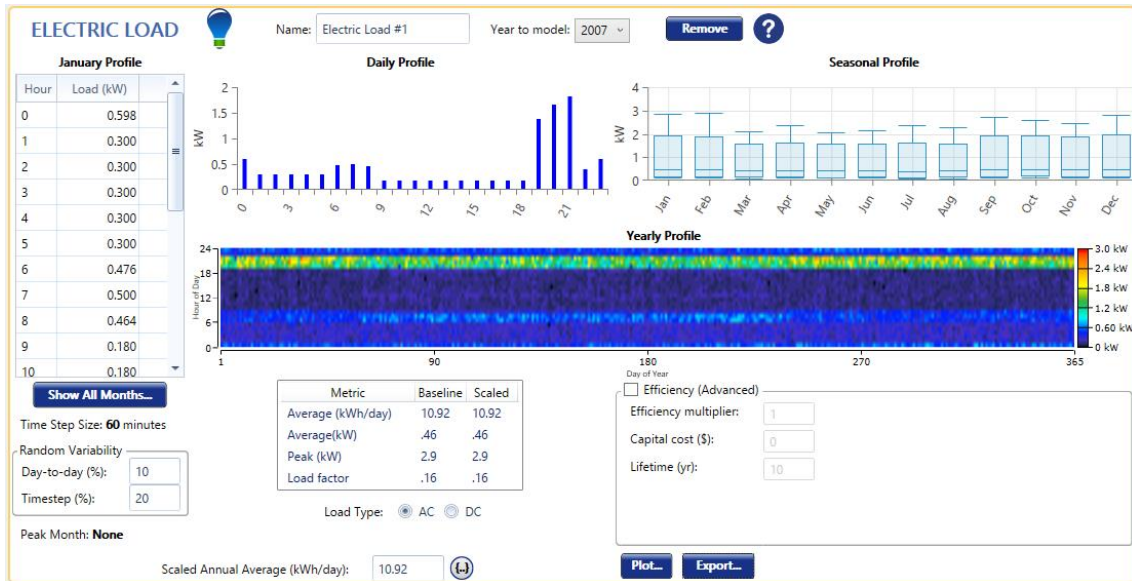 ELECTRIC LOAD
Name: Electric Load #1
Year to model: 2007
Remove
?
January Profile
Hour Load (kW)
0 0.598
1 0.300
2 0.300
3 0.300
4 0.300
5 0.300
6 0.476
7 0.500
8 0.464
9 0.180
10 0.180
Show All Months...
Time Step Size: 60 minutes
Random Variability
Day-to-day (%): 10
Timestep (%): 20
Peak Month: None
Daily Profile
kW
2
1.5
1
0.5
0
0 3 6 9 12 15 18 21
Seasonal Profile
kW
4
3
2
1
0
Jan Feb Mar Apr May Jun Jul Aug Sep Oct Nov Dec
Yearly Profile
Hour of Day
24
18
12
6
0
1 90 180 270 365
Day of Year
3.0 kW
2.4 kW
1.8 kW
1.2 kW
0.60 kW
0 kW
Metric Baseline Scaled
Average (kWh/day) 10.92 10.92
Average(kW) .46 .46
Peak (kW) 2.9 2.9
Load factor .16 .16
Load Type: AC DC
Scaled Annual Average (kWh/day): 10.92 {..}
Efficiency (Advanced)
Efficiency multiplier: 1
Capital cost ($): 0
Lifetime (yr): 10
Plot... Export...